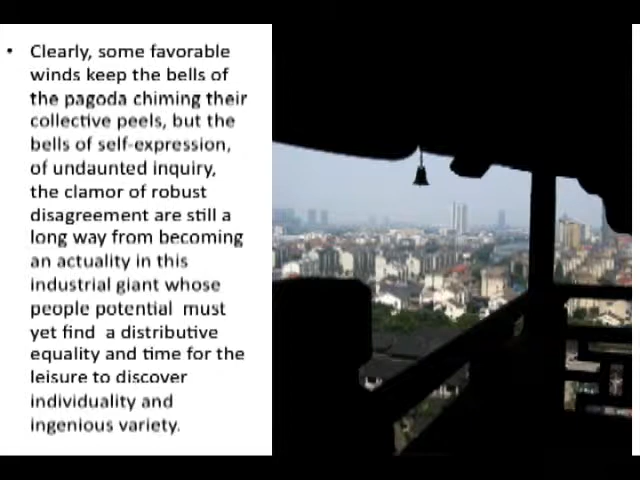 • Clearly, some favorable
winds keep the bells of
the pagoda chiming their
collective peels, but the
bells of self-expression,
of undaunted inquiry,
the clamor of robust
disagreement are still a
long way from becoming
an actuality in this
industrial giant whose
people potential must
yet find a distributive
equality and time for the
leisure to discover
individuality and
ingenious variety.